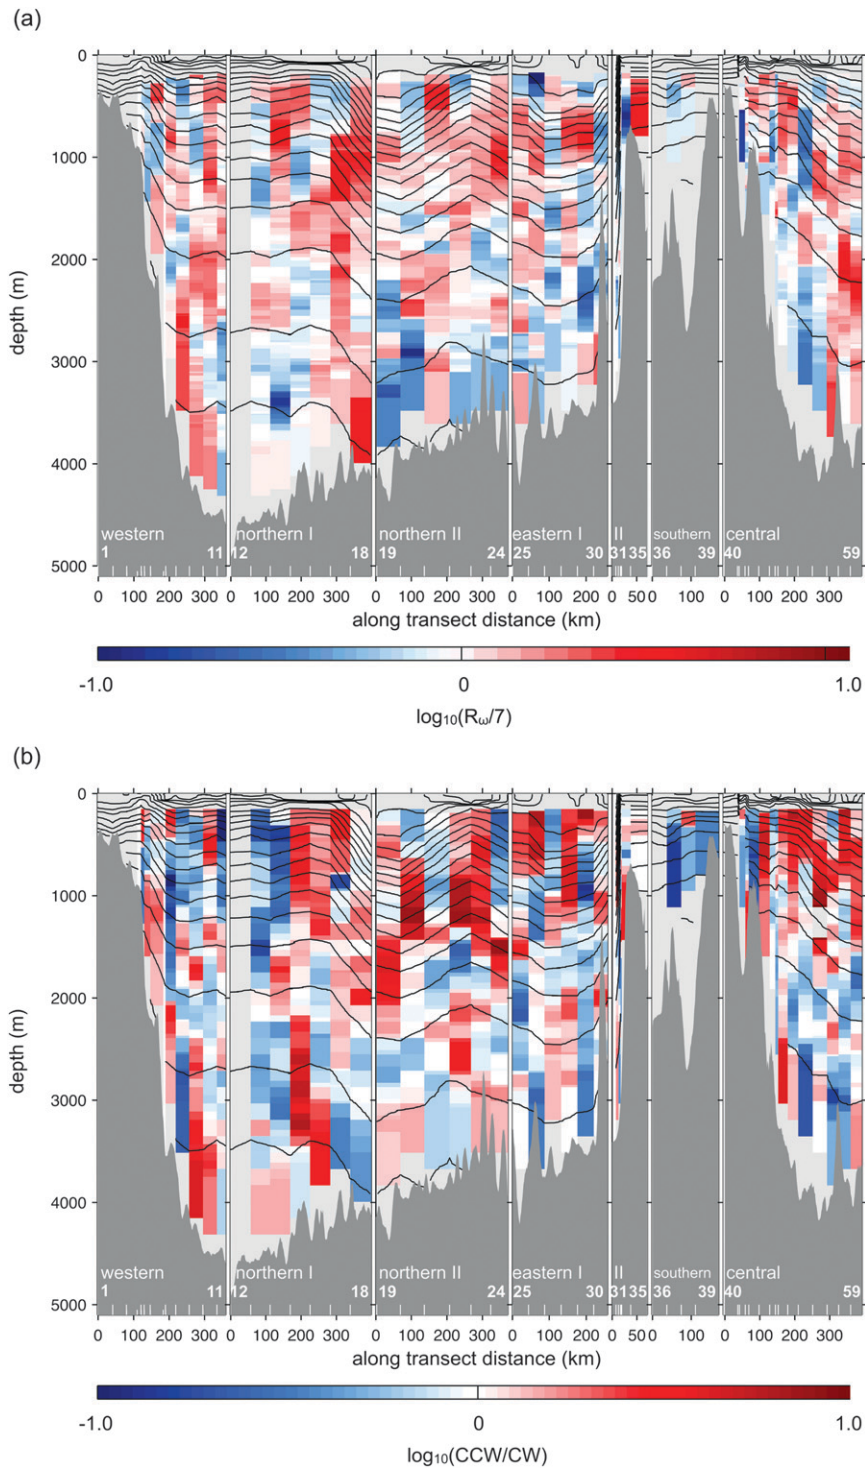 (a)
0
1000
2000
3000
4000
5000
depth (m)
western northern I northern II eastern I II southern central
1 11 12 18 19 24 25 30 31 35 36 39 40 59
0 100 200 300 0 100 200 300 0 100 200 300 0 100 200 0 50 0 100 0 100 200 300
along transect distance (km)
-1.0 0 1.0
log₁₀(Rω/7)
(b)
0
1000
2000
3000
4000
5000
depth (m)
western northern I northern II eastern I II southern central
1 11 12 18 19 24 25 30 31 35 36 39 40 59
0 100 200 300 0 100 200 300 0 100 200 300 0 100 200 0 50 0 100 0 100 200 300
along transect distance (km)
-1.0 0 1.0
log₁₀(CCW/CW)